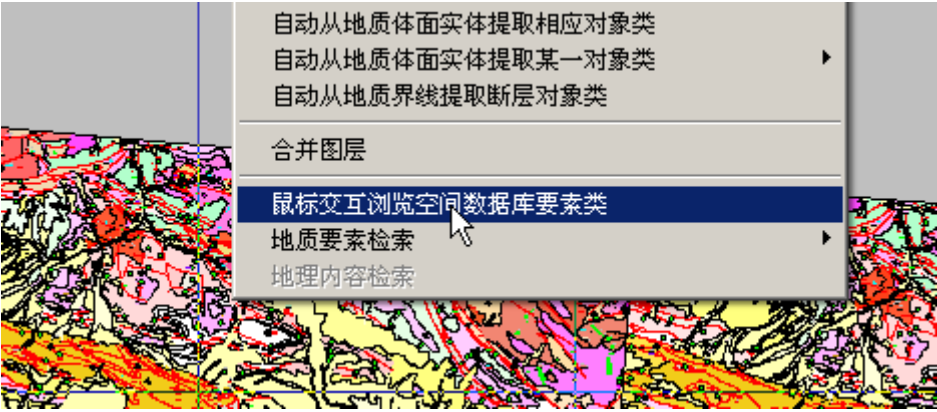 自动从地质体面实体提取相应对象类
自动从地质体面实体提取某一对象类
自动从地质界线提取断层对象类
合并图层
鼠标交互浏览空间数据库要素类
地质要素检索
地理内容检索